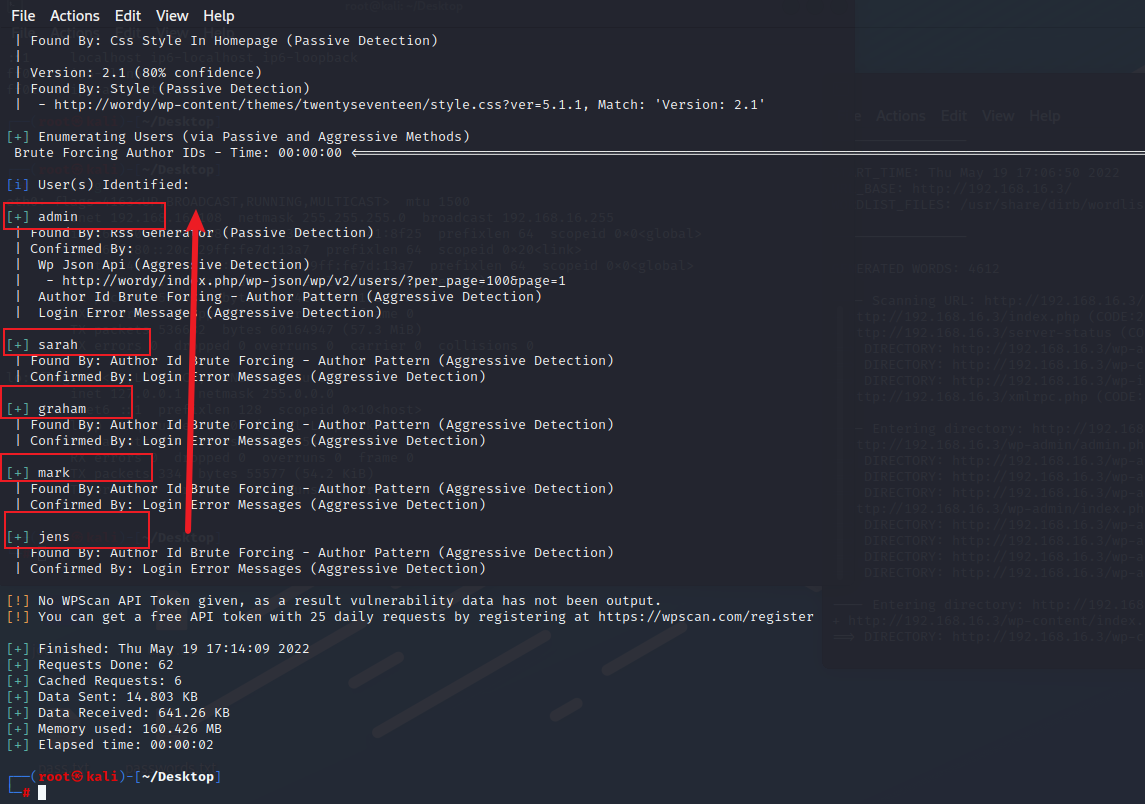 File Actions Edit View Help
| Found By: Css Style In Homepage (Passive Detection)
|
| Version: 2.1 (80% confidence)
| Found By: Style (Passive Detection)
|  - http://wordy/wp-content/themes/twentyseventeen/style.css?ver=5.1.1, Match: 'Version: 2.1'
[+] Enumerating Users (via Passive and Aggressive Methods)
Brute Forcing Author IDs - Time: 00:00:00 <==========
[i] User(s) Identified:
[+] admin
| Found By: Rss Generator (Passive Detection)
| Confirmed By:
|  Wp Json Api (Aggressive Detection)
|   - http://wordy/index.php/wp-json/wp/v2/users/?per_page=100&page=1
|  Author Id Brute Forcing - Author Pattern (Aggressive Detection)
|  Login Error Messages (Aggressive Detection)
[+] sarah
| Found By: Author Id Brute Forcing - Author Pattern (Aggressive Detection)
| Confirmed By: Login Error Messages (Aggressive Detection)
[+] graham
| Found By: Author Id Brute Forcing - Author Pattern (Aggressive Detection)
| Confirmed By: Login Error Messages (Aggressive Detection)
[+] mark
| Found By: Author Id Brute Forcing - Author Pattern (Aggressive Detection)
| Confirmed By: Login Error Messages (Aggressive Detection)
[+] jens
| Found By: Author Id Brute Forcing - Author Pattern (Aggressive Detection)
| Confirmed By: Login Error Messages (Aggressive Detection)
[!] No WPScan API Token given, as a result vulnerability data has not been output.
[!] You can get a free API token with 25 daily requests by registering at https://wpscan.com/register
[+] Finished: Thu May 19 17:14:09 2022
[+] Requests Done: 62
[+] Cached Requests: 6
[+] Data Sent: 14.803 KB
[+] Data Received: 641.26 KB
[+] Memory used: 160.426 MB
[+] Elapsed time: 00:00:02
┌──(root㉿kali)-[~/Desktop]
└─#